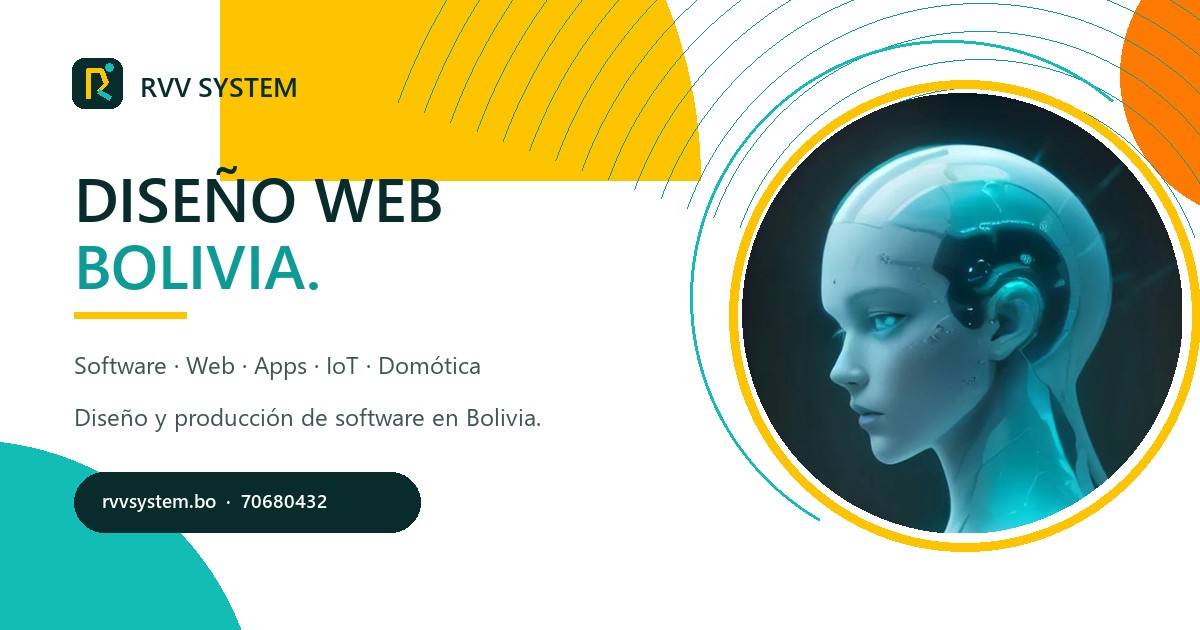 RVV SYSTEM
DISEÑO WEB
BOLIVIA.
Software · Web · Apps · IoT · Domótica
Diseño y producción de software en Bolivia.
rvvsystem.bo · 70680432